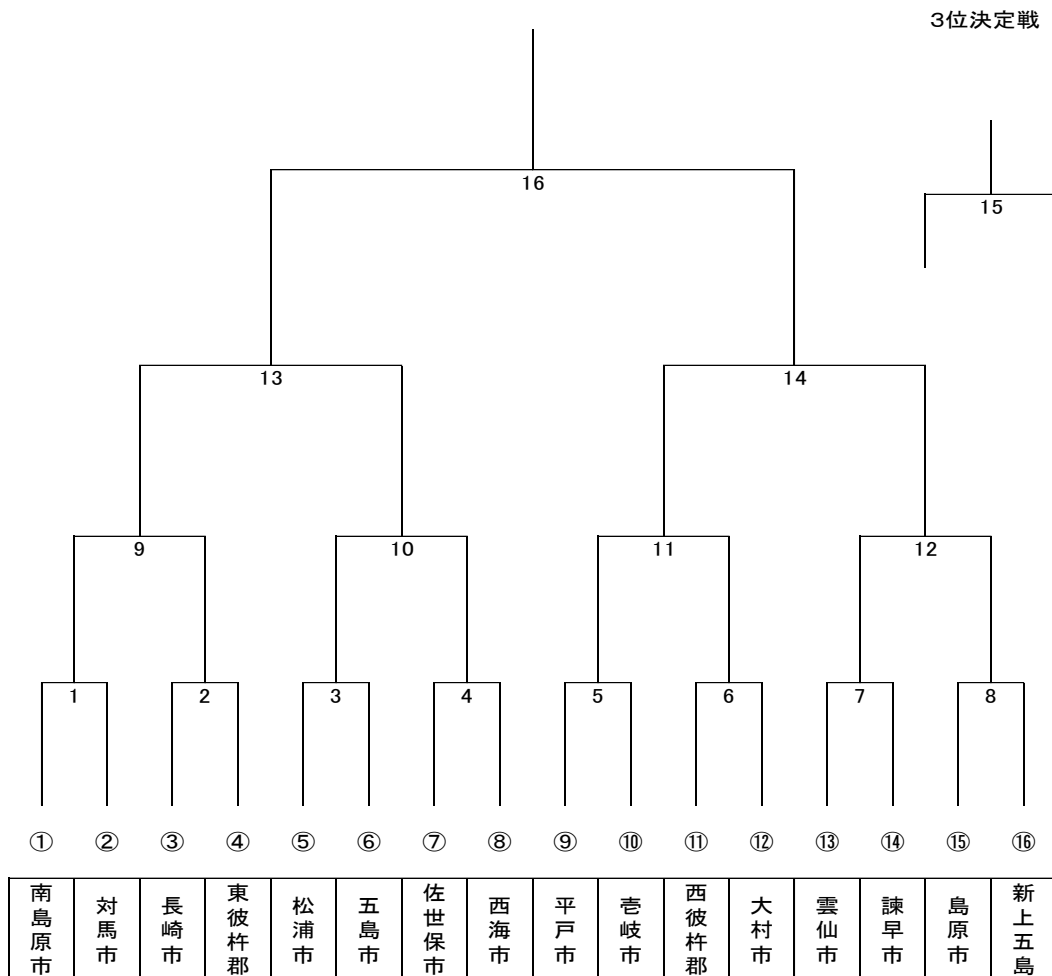 3位決定戦
16
15
13
14
9
10
11
12
1
2
3
4
5
6
7
8
①
②
③
④
⑤
⑥
⑦
⑧
⑨
⑩
⑪
⑫
⑬
⑭
⑮
⑯
南島原市
対馬市
長崎市
東彼杵郡
松浦市
五島市
佐世保市
西海市
平戸市
壱岐市
西彼杵郡
大村市
雲仙市
諫早市
島原市
新上五島